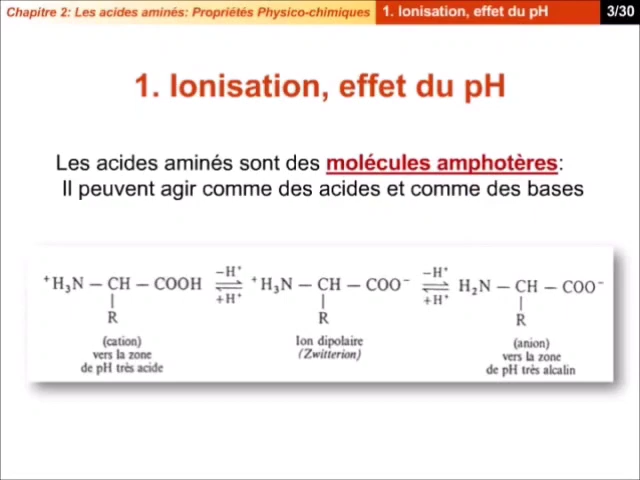 Chapitre 2: Les acides aminés: Propriétés Physico-chimiques 1. Ionisation, effet du pH 3/30
1. Ionisation, effet du pH
Les acides aminés sont des molécules amphotères:
Il peuvent agir comme des acides et comme des bases
⁺H₃N — CH — COOH −H⁺ ⇌ +H⁺ ⁺H₃N — CH — COO⁻ −H⁺ ⇌ +H⁺ H₂N — CH — COO⁻
R R R
(cation) Ion dipolaire (anion)
vers la zone (Zwitterion) vers la zone
de pH très acide de pH très alcalin